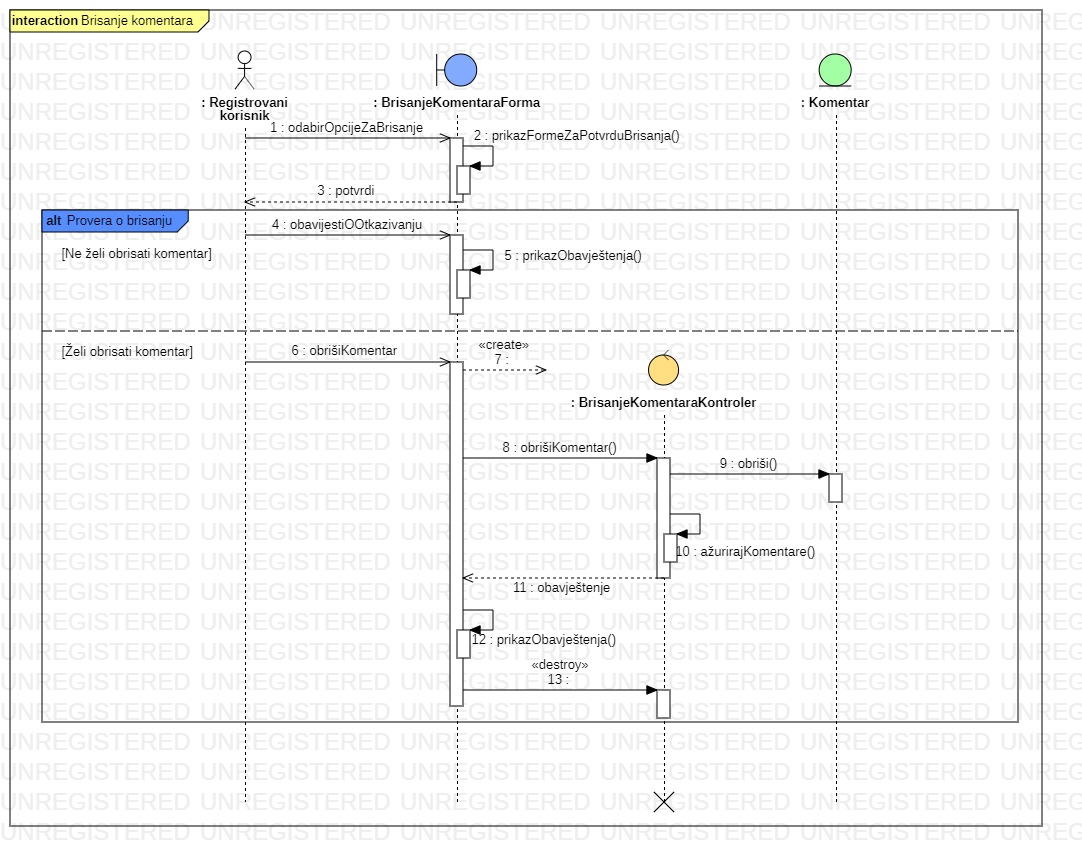 interaction Brisanje komentara
: Registrovani
korisnik
: BrisanjeKomentaraForma
: Komentar
1 : odabirOpcijeZaBrisanje
2 : prikazFormeZaPotvrduBrisanja()
3 : potvrdi
alt Provera o brisanju
4 : obavijestiOOtkazivanju
[Ne želi obrisati komentar]
5 : prikazObavještenja()
[Želi obrisati komentar]
6 : obrišiKomentar
«create»
7 :
: BrisanjeKomentaraKontroler
8 : obrišiKomentar()
9 : obriši()
10 : ažurirajKomentare()
11 : obavještenje
12 : prikazObavještenja()
«destroy»
13 :
UNREGISTERED UNREGISTERED UNREGISTERED UNREGISTERED UNREGISTERED UNREGISTERED